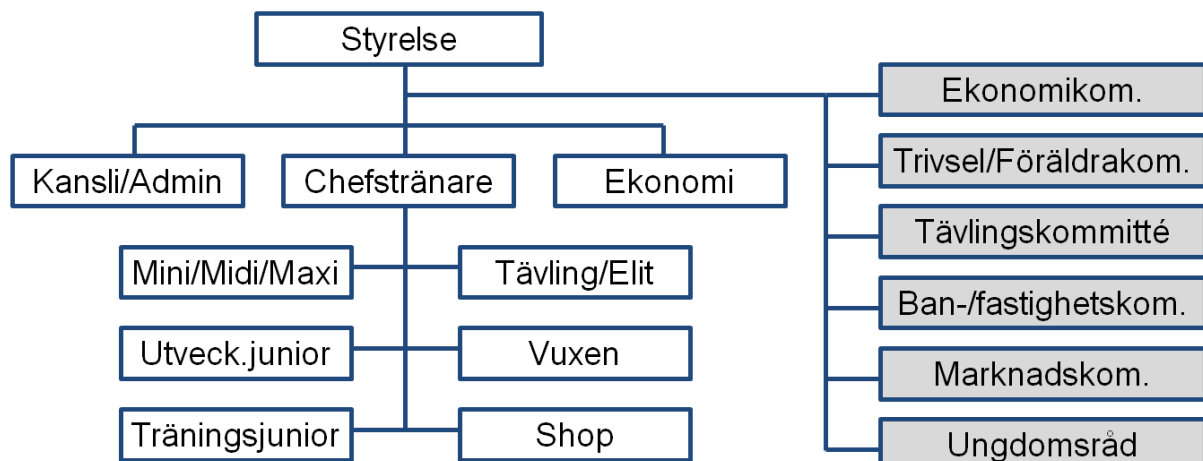 Styrelse
Ekonomikom.
Kansli/Admin
Chefstränare
Ekonomi
Trivsel/Föräldrakom.
Tävlingskommitté
Mini/Midi/Maxi
Tävling/Elit
Ban-/fastighetskom.
Utveck.junior
Vuxen
Marknadskom.
Träningsjunior
Shop
Ungdomsråd